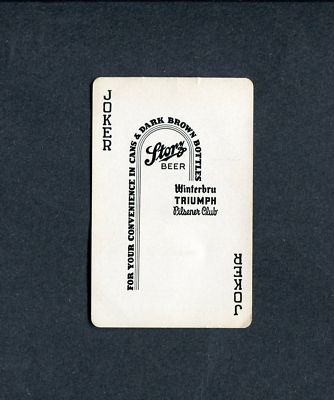 JOKER
FOR YOUR CONVENIENCE IN CANS & DARK BROWN BOTTLES
Storz
BEER
Winterbru
TRIUMPH
Pilsener Club
JOKER